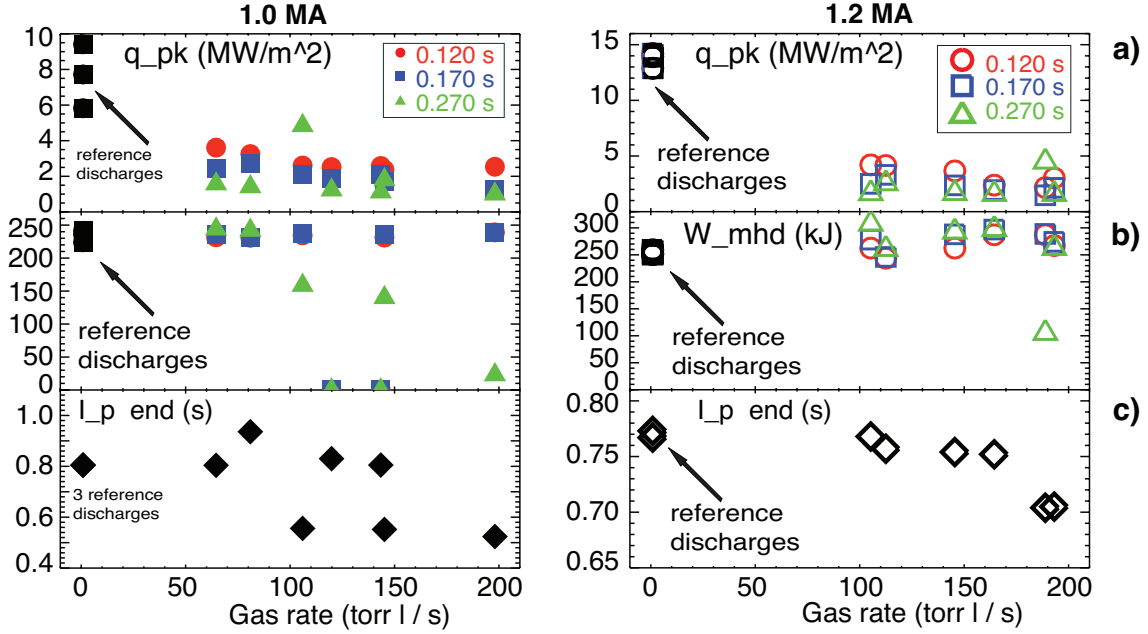 1.0 MA
1.2 MA
10
8
6
4
2
0
q_pk (MW/m^2)
0.120 s
0.170 s
0.270 s
reference
discharges
15
10
5
0
q_pk (MW/m^2)
0.120 s
0.170 s
0.270 s
reference
discharges
a)
250
200
150
100
50
0
reference
discharges
300
250
200
150
100
50
0
W_mhd (kJ)
reference
discharges
b)
1.0
0.8
0.6
0.4
I_p end (s)
3 reference
discharges
0.80
0.75
0.70
0.65
I_p end (s)
reference
discharges
c)
0
50
100
150
200
Gas rate (torr l / s)
0
50
100
150
200
Gas rate (torr l / s)